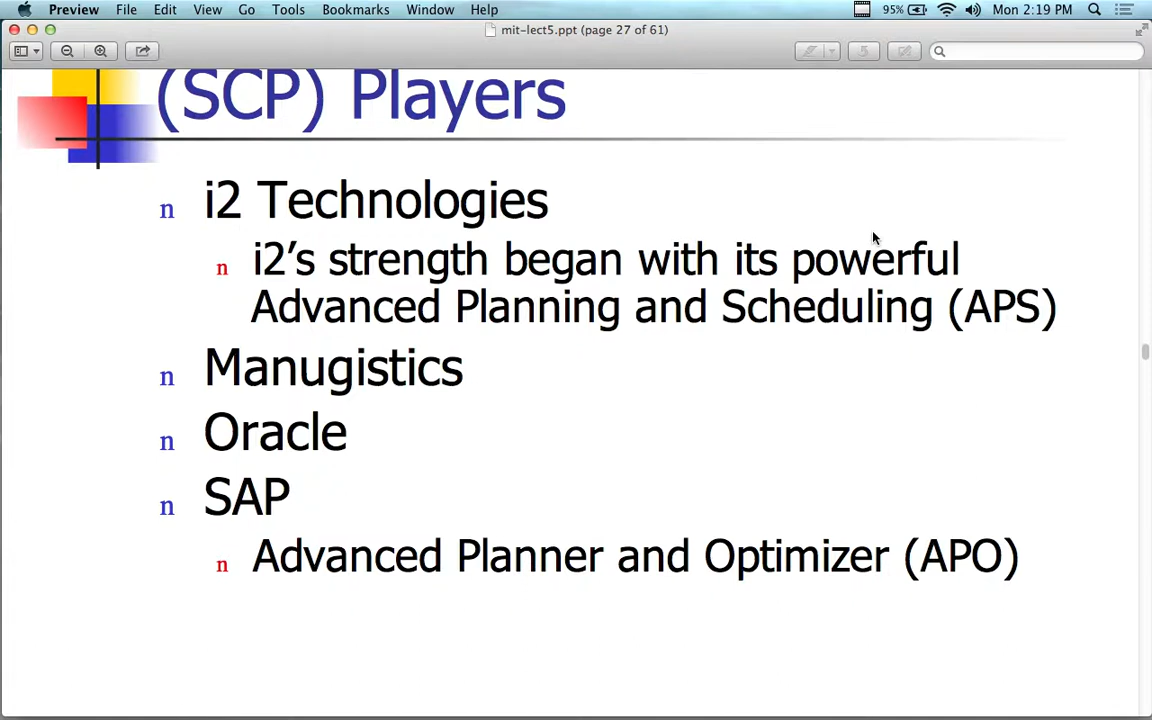 Preview File Edit View Go Tools Bookmarks Window Help 95% Mon 2:19 PM
mit-lect5.ppt (page 27 of 61)
(SCP) Players
n i2 Technologies
n i2’s strength began with its powerful
Advanced Planning and Scheduling (APS)
n Manugistics
n Oracle
n SAP
n Advanced Planner and Optimizer (APO)